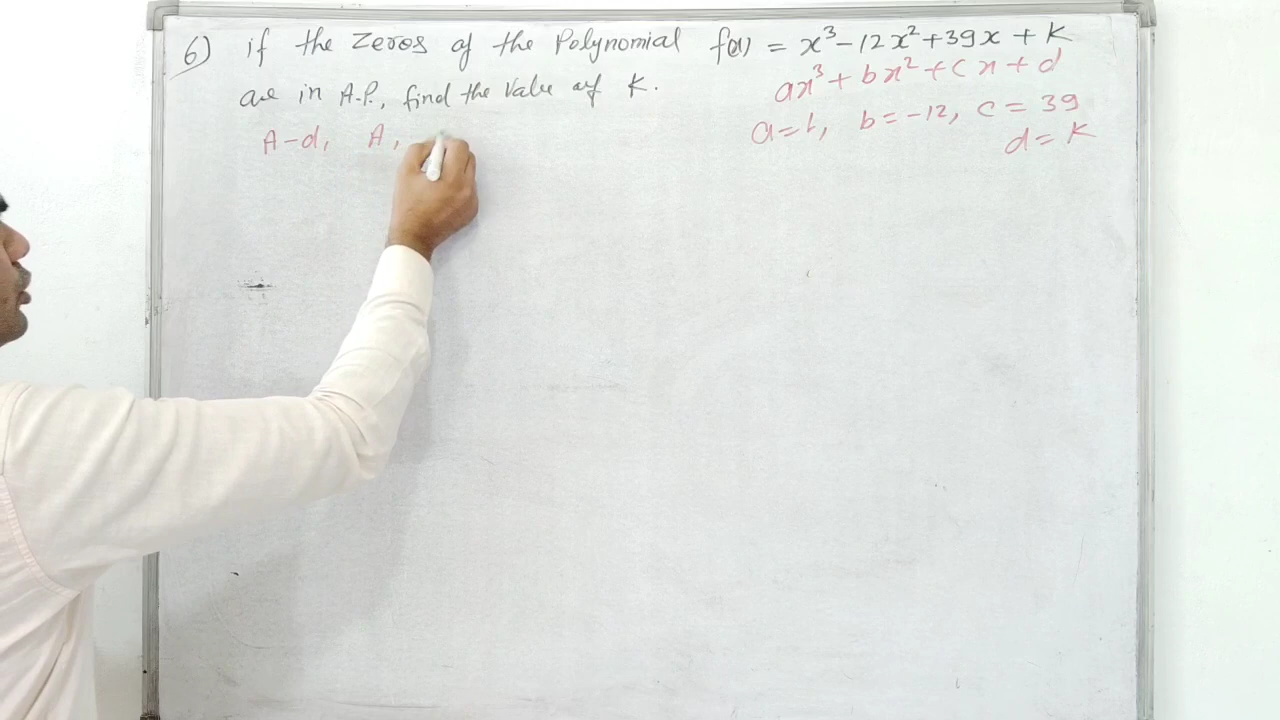 6) if the Zeros of the Polynomial f(x) = x³-12x²+39x + K
are in A.P., find the Value of K.
ax³ + bx² + cx + d
a=1, b=-12, c = 39
d = K
A-d, A,